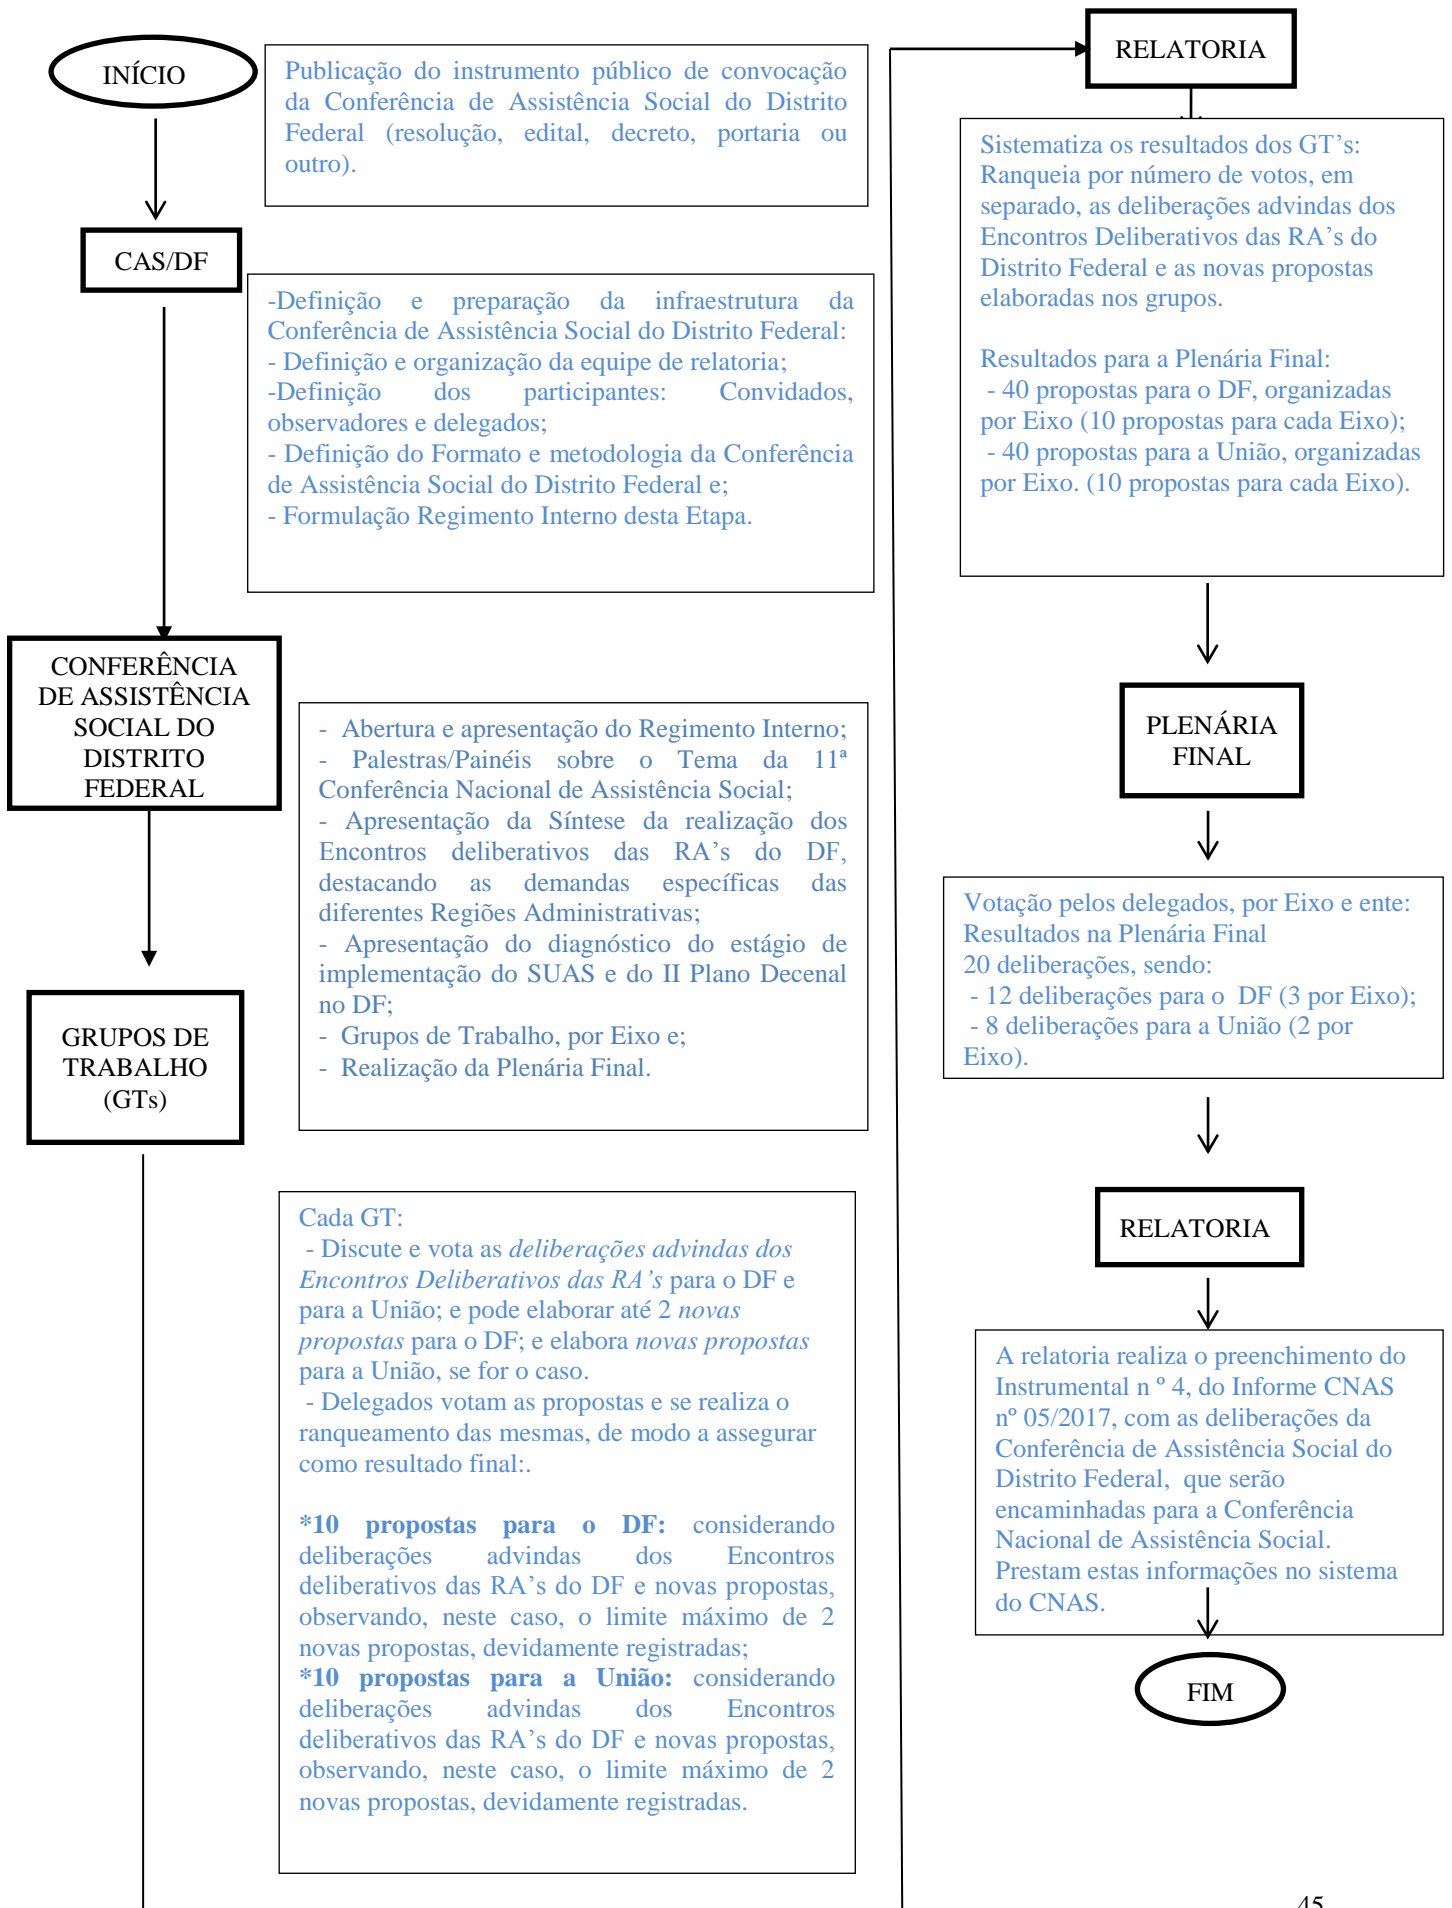 INÍCIO
Publicação do instrumento público de convocação
da Conferência de Assistência Social do Distrito
Federal (resolução, edital, decreto, portaria ou
outro).
CAS/DF
-Definição e preparação da infraestrutura da
Conferência de Assistência Social do Distrito Federal:
- Definição e organização da equipe de relatoria;
-Definição dos participantes: Convidados,
observadores e delegados;
- Definição do Formato e metodologia da Conferência
de Assistência Social do Distrito Federal e;
- Formulação Regimento Interno desta Etapa.
CONFERÊNCIA
DE ASSISTÊNCIA
SOCIAL DO
DISTRITO
FEDERAL
- Abertura e apresentação do Regimento Interno;
- Palestras/Painéis sobre o Tema da 11ª
Conferência Nacional de Assistência Social;
- Apresentação da Síntese da realização dos
Encontros deliberativos das RA’s do DF,
destacando as demandas específicas das
diferentes Regiões Administrativas;
- Apresentação do diagnóstico do estágio de
implementação do SUAS e do II Plano Decenal
no DF;
- Grupos de Trabalho, por Eixo e;
- Realização da Plenária Final.
GRUPOS DE
TRABALHO
(GTs)
Cada GT:
- Discute e vota as deliberações advindas dos
Encontros Deliberativos das RA’s para o DF e
para a União; e pode elaborar até 2 novas
propostas para o DF; e elabora novas propostas
para a União, se for o caso.
- Delegados votam as propostas e se realiza o
ranqueamento das mesmas, de modo a assegurar
como resultado final:.
*10 propostas para o DF: considerando
deliberações advindas dos Encontros
deliberativos das RA’s do DF e novas propostas,
observando, neste caso, o limite máximo de 2
novas propostas, devidamente registradas;
*10 propostas para a União: considerando
deliberações advindas dos Encontros
deliberativos das RA’s do DF e novas propostas,
observando, neste caso, o limite máximo de 2
novas propostas, devidamente registradas.
RELATORIA
Sistematiza os resultados dos GT’s:
Ranqueia por número de votos, em
separado, as deliberações advindas dos
Encontros Deliberativos das RA’s do
Distrito Federal e as novas propostas
elaboradas nos grupos.
Resultados para a Plenária Final:
- 40 propostas para o DF, organizadas
por Eixo (10 propostas para cada Eixo);
- 40 propostas para a União, organizadas
por Eixo. (10 propostas para cada Eixo).
PLENÁRIA
FINAL
Votação pelos delegados, por Eixo e ente:
Resultados na Plenária Final
20 deliberações, sendo:
- 12 deliberações para o DF (3 por Eixo);
- 8 deliberações para a União (2 por
Eixo).
RELATORIA
A relatoria realiza o preenchimento do
Instrumental n º 4, do Informe CNAS
nº 05/2017, com as deliberações da
Conferência de Assistência Social do
Distrito Federal, que serão
encaminhadas para a Conferência
Nacional de Assistência Social.
Prestam estas informações no sistema
do CNAS.
FIM
45